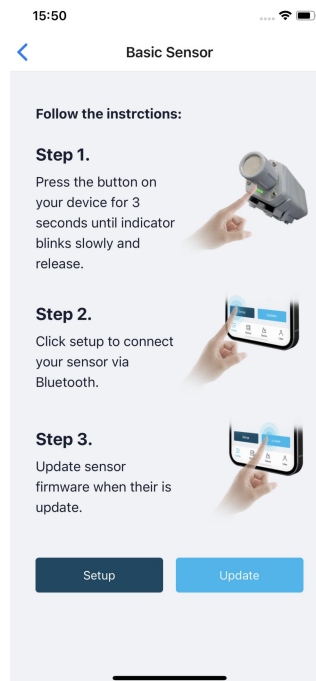 15:50
Basic Sensor
Follow the instrctions:
Step 1.
Press the button on
your device for 3
seconds until indicator
blinks slowly and
release.
Step 2.
Click setup to connect
your sensor via
Bluetooth.
Step 3.
Update sensor
firmware when their is
update.
Setup
Update